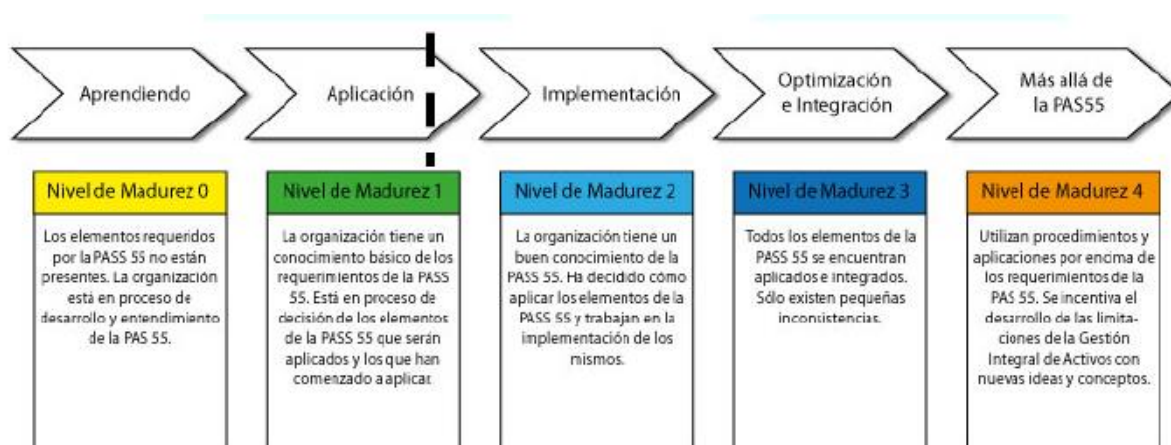 Aprendiendo
Aplicación
Implementación
Optimización
e Integración
Más allá de
la PAS55
Nivel de Madurez 0
Los elementos requeridos
por la PASS 55 no están
presentes. La organización
está en proceso de
desarrollo y entendimiento
de la PAS 55.
Nivel de Madurez 1
La organización tiene un
conocimiento básico de los
requerimientos de la PASS
55. Está en proceso de
decisión de los elementos
de la PASS 55 que serán
aplicados y los que han
comenzado a aplicar.
Nivel de Madurez 2
La organización tiene un
buen conocimiento de la
PASS 55. Ha decidido cómo
aplicar los elementos de la
PASS 55 y trabajan en la
implementación de los
mismos.
Nivel de Madurez 3
Todos los elementos de la
PASS 55 se encuentran
aplicados e integrados.
Sólo existen pequeñas
inconsistencias.
Nivel de Madurez 4
Utilizan procedimientos y
aplicaciones por encima de
los requerimientos de la
PAS 55. Se incentiva el
desarrollo de las limita-
ciones de la Gestión
Integral de Activos con
nuevas ideas y conceptos.